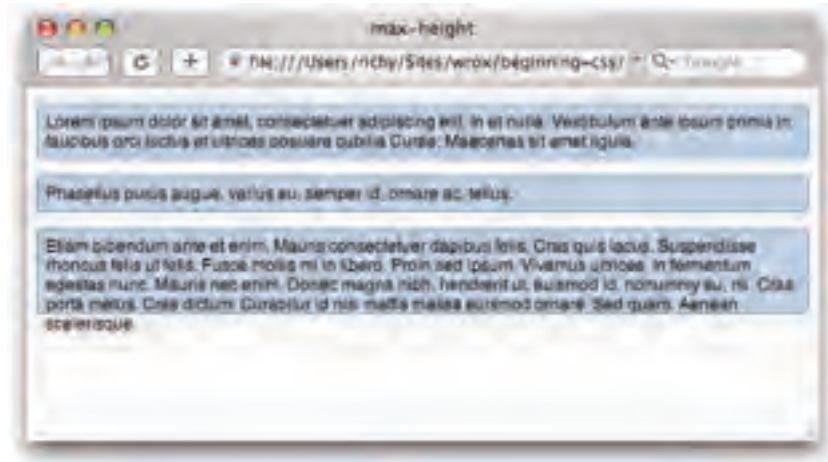 max-height
file:///Users/richy/Sites/wrox/beginning-css/
Lorem ipsum dolor sit amet, consectetuer adipiscing elit. In et nulla. Vestibulum ante ipsum primis in
faucibus orci luctus et ultrices posuere cubilia Curae; Maecenas sit amet ligula.
Phasellus purus augue, varius eu, semper id, ornare ac, tellus.
Etiam bibendum ante et enim. Mauris consectetuer dapibus felis. Cras quis lacus. Suspendisse
rhoncus felis ut felis. Fusce mollis mi in libero. Proin sed ipsum. Vivamus ultrices. In fermentum
egestas nunc. Mauris nec enim. Donec magna nibh, hendrerit ut, euismod id, nonummy eu, mi. Cras
porta metus. Cras dictum. Curabitur id nisi mattis massa euismod ornare. Sed quam. Aenean
scelerisque.